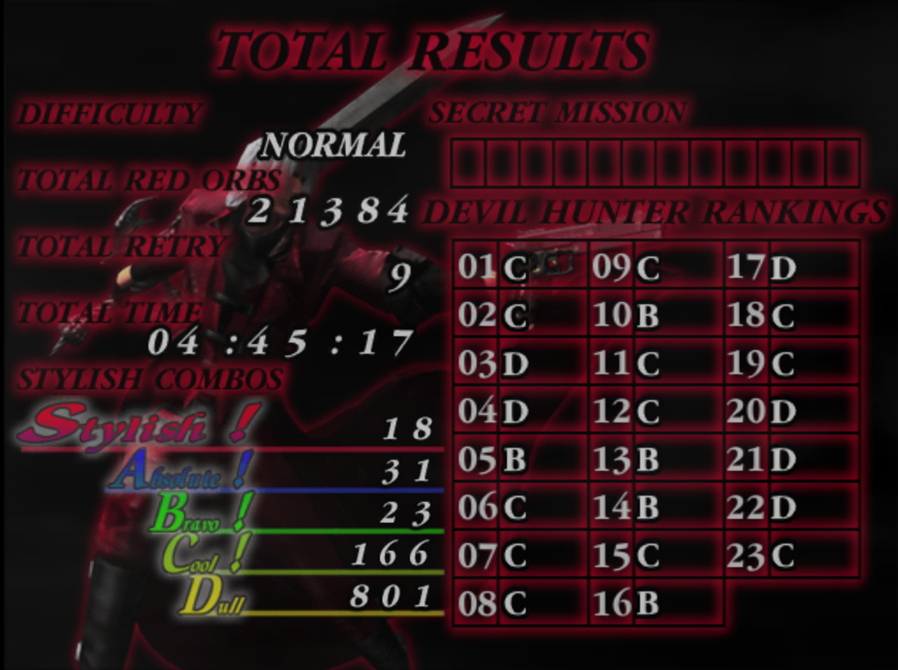 TOTAL RESULTS
DIFFICULTY
NORMAL
TOTAL RED ORBS
21384
TOTAL RETRY
9
TOTAL TIME
04:45:17
STYLISH COMBOS
Stylish! 18
Absolute! 31
Bravo! 23
Cool! 166
Dull 801
SECRET MISSION
DEVIL HUNTER RANKINGS
01 C 09 C 17 D
02 C 10 B 18 C
03 D 11 C 19 C
04 D 12 C 20 D
05 B 13 B 21 D
06 C 14 B 22 D
07 C 15 C 23 C
08 C 16 B